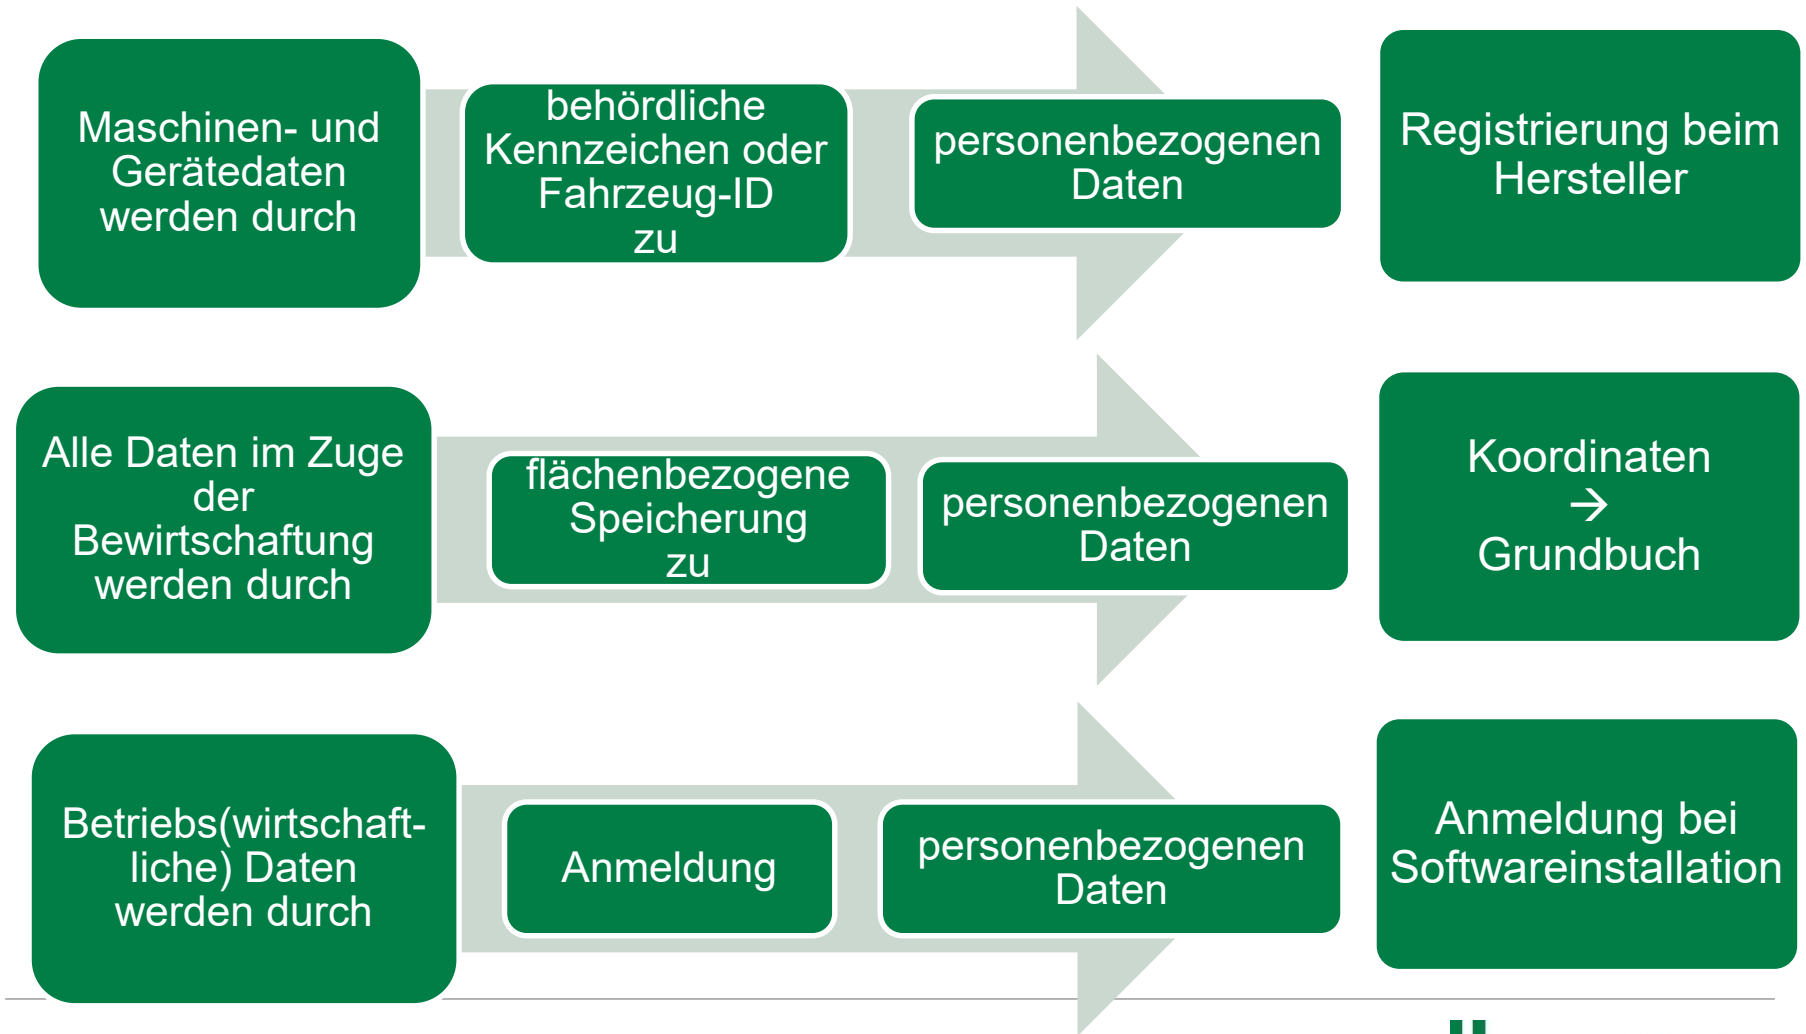 Maschinen- und
Gerätedaten
werden durch
behördliche
Kennzeichen oder
Fahrzeug-ID
zu
personenbezogenen
Daten
Registrierung beim
Hersteller
Alle Daten im Zuge
der
Bewirtschaftung
werden durch
flächenbezogene
Speicherung
zu
personenbezogenen
Daten
Koordinaten
→
Grundbuch
Betriebs(wirtschaft-
liche) Daten
werden durch
Anmeldung
personenbezogenen
Daten
Anmeldung bei
Softwareinstallation